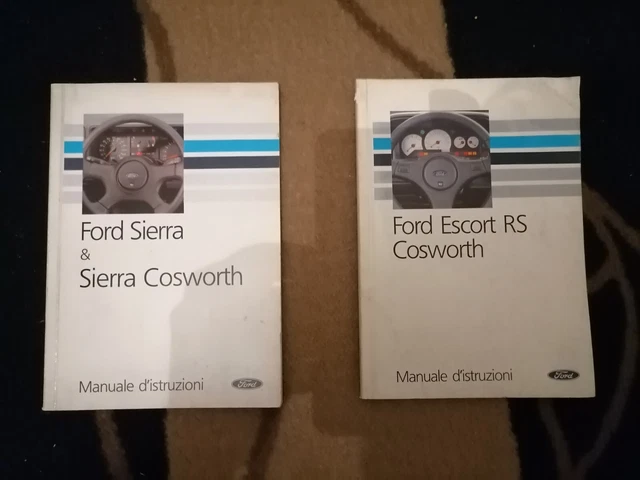 Ford Sierra
&
Sierra Cosworth
Manuale d'istruzioni
Ford
Ford Escort RS
Cosworth
Manuale d'istruzioni
Ford